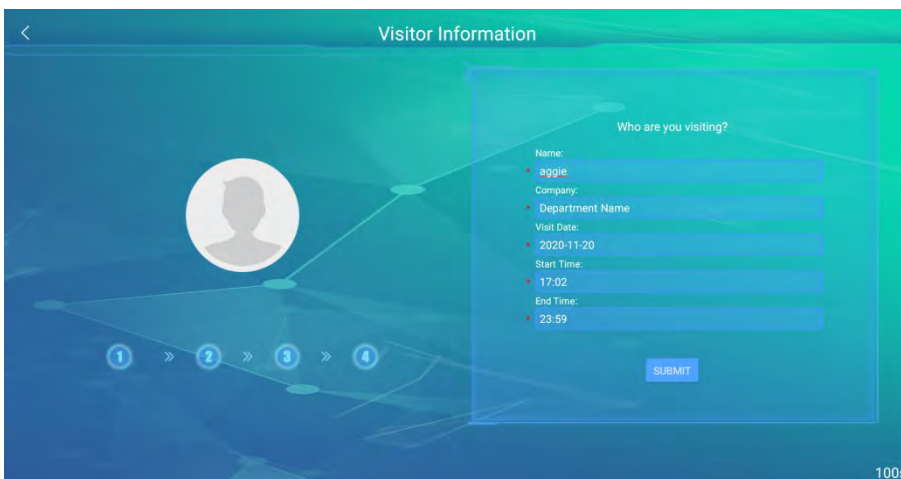 Visitor Information
Who are you visiting?
Name:
* aggie
Company:
* Department Name
Visit Date:
* 2020-11-20
Start Time:
* 17:02
End Time:
* 23:59
1 » 2 » 3 » 4
SUBMIT
100s